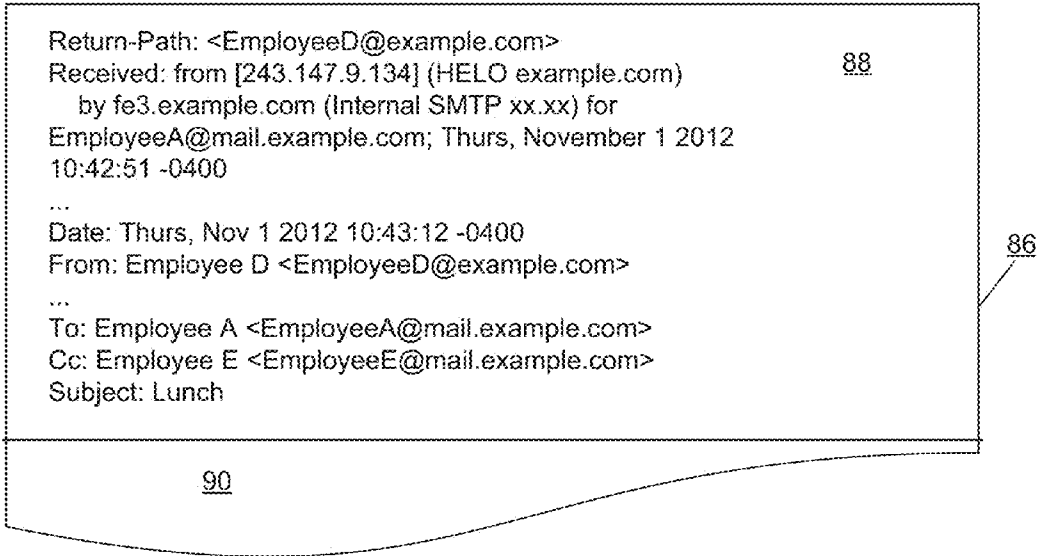 Return-Path: <EmployeeD@example.com>
88
Received: from [243.147.9.134] (HELO example.com)
by fe3.example.com (Internal SMTP xx.xx) for
EmployeeA@mail.example.com; Thurs, November 1 2012
10:42:51 -0400
...
Date: Thurs, Nov 1 2012 10:43:12 -0400
86
From: Employee D <EmployeeD@example.com>
...
To: Employee A <EmployeeA@mail.example.com>
Cc: Employee E <EmployeeE@mail.example.com>
Subject: Lunch
90